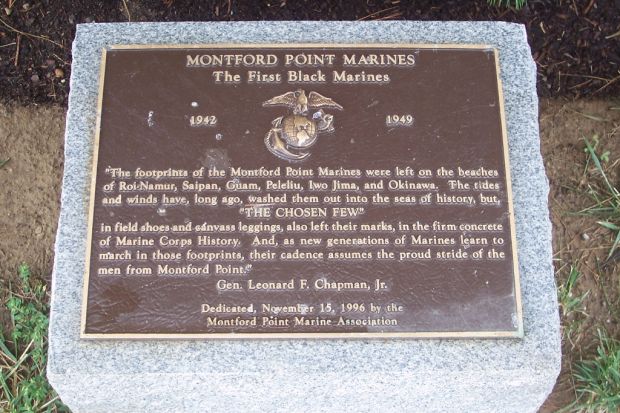 MONTFORD POINT MARINES
The First Black Marines
1942 1949
"The footprints of the Montford Point Marines were left on the beaches
of Roi-Namur, Saipan, Guam, Peleliu, Iwo Jima, and Okinawa. The tides
and winds have, long ago, washed them out into the seas of history, but,
"THE CHOSEN FEW"
in field shoes and canvass leggings, also left their marks, in the firm concrete
of Marine Corps History. And, as new generations of Marines learn to
march in those footprints, their cadence assumes the proud stride of the
men from Montford Point."
Gen. Leonard F. Chapman, Jr.
Dedicated, November 15, 1996 by the
Montford Point Marine Association